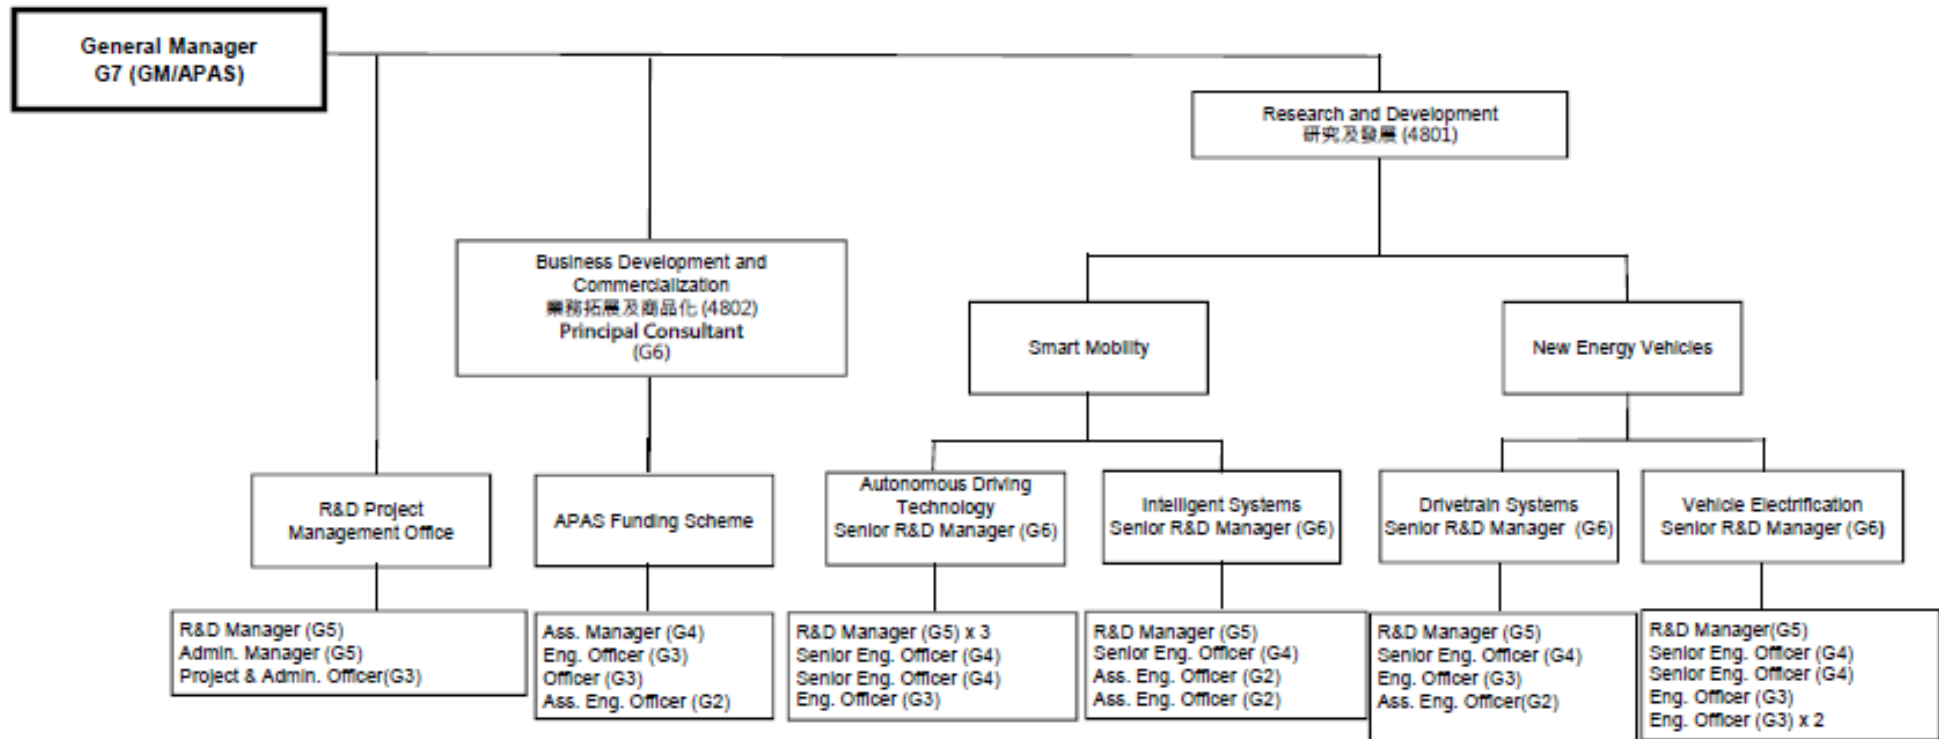 General Manager
G7 (GM/APAS)
Research and Development
研究及發展 (4801)
Business Development and
Commercialization
業務拓展及商品化 (4802)
Principal Consultant
(G6)
Smart Mobility
New Energy Vehicles
R&D Project
Management Office
APAS Funding Scheme
Autonomous Driving
Technology
Senior R&D Manager (G6)
Intelligent Systems
Senior R&D Manager (G6)
Drivetrain Systems
Senior R&D Manager (G6)
Vehicle Electrification
Senior R&D Manager (G6)
R&D Manager (G5)
Admin. Manager (G5)
Project & Admin. Officer(G3)
Ass. Manager (G4)
Eng. Officer (G3)
Officer (G3)
Ass. Eng. Officer (G2)
R&D Manager (G5) x 3
Senior Eng. Officer (G4)
Senior Eng. Officer (G4)
Eng. Officer (G3)
R&D Manager (G5)
Senior Eng. Officer (G4)
Ass. Eng. Officer (G2)
Ass. Eng. Officer (G2)
R&D Manager (G5)
Senior Eng. Officer (G4)
Eng. Officer (G3)
Ass. Eng. Officer(G2)
R&D Manager(G5)
Senior Eng. Officer (G4)
Senior Eng. Officer (G4)
Eng. Officer (G3)
Eng. Officer (G3) x 2